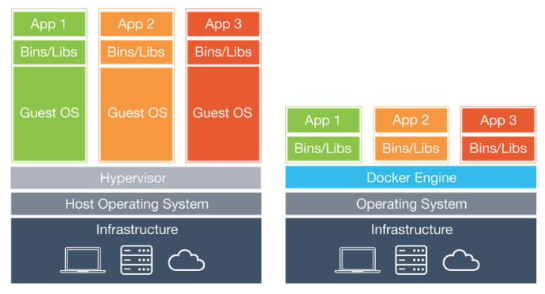 App 1
App 2
App 3
Bins/Libs
Bins/Libs
Bins/Libs
Guest OS
Guest OS
Guest OS
Hypervisor
Host Operating System
Infrastructure
App 1
App 2
App 3
Bins/Libs
Bins/Libs
Bins/Libs
Docker Engine
Operating System
Infrastructure